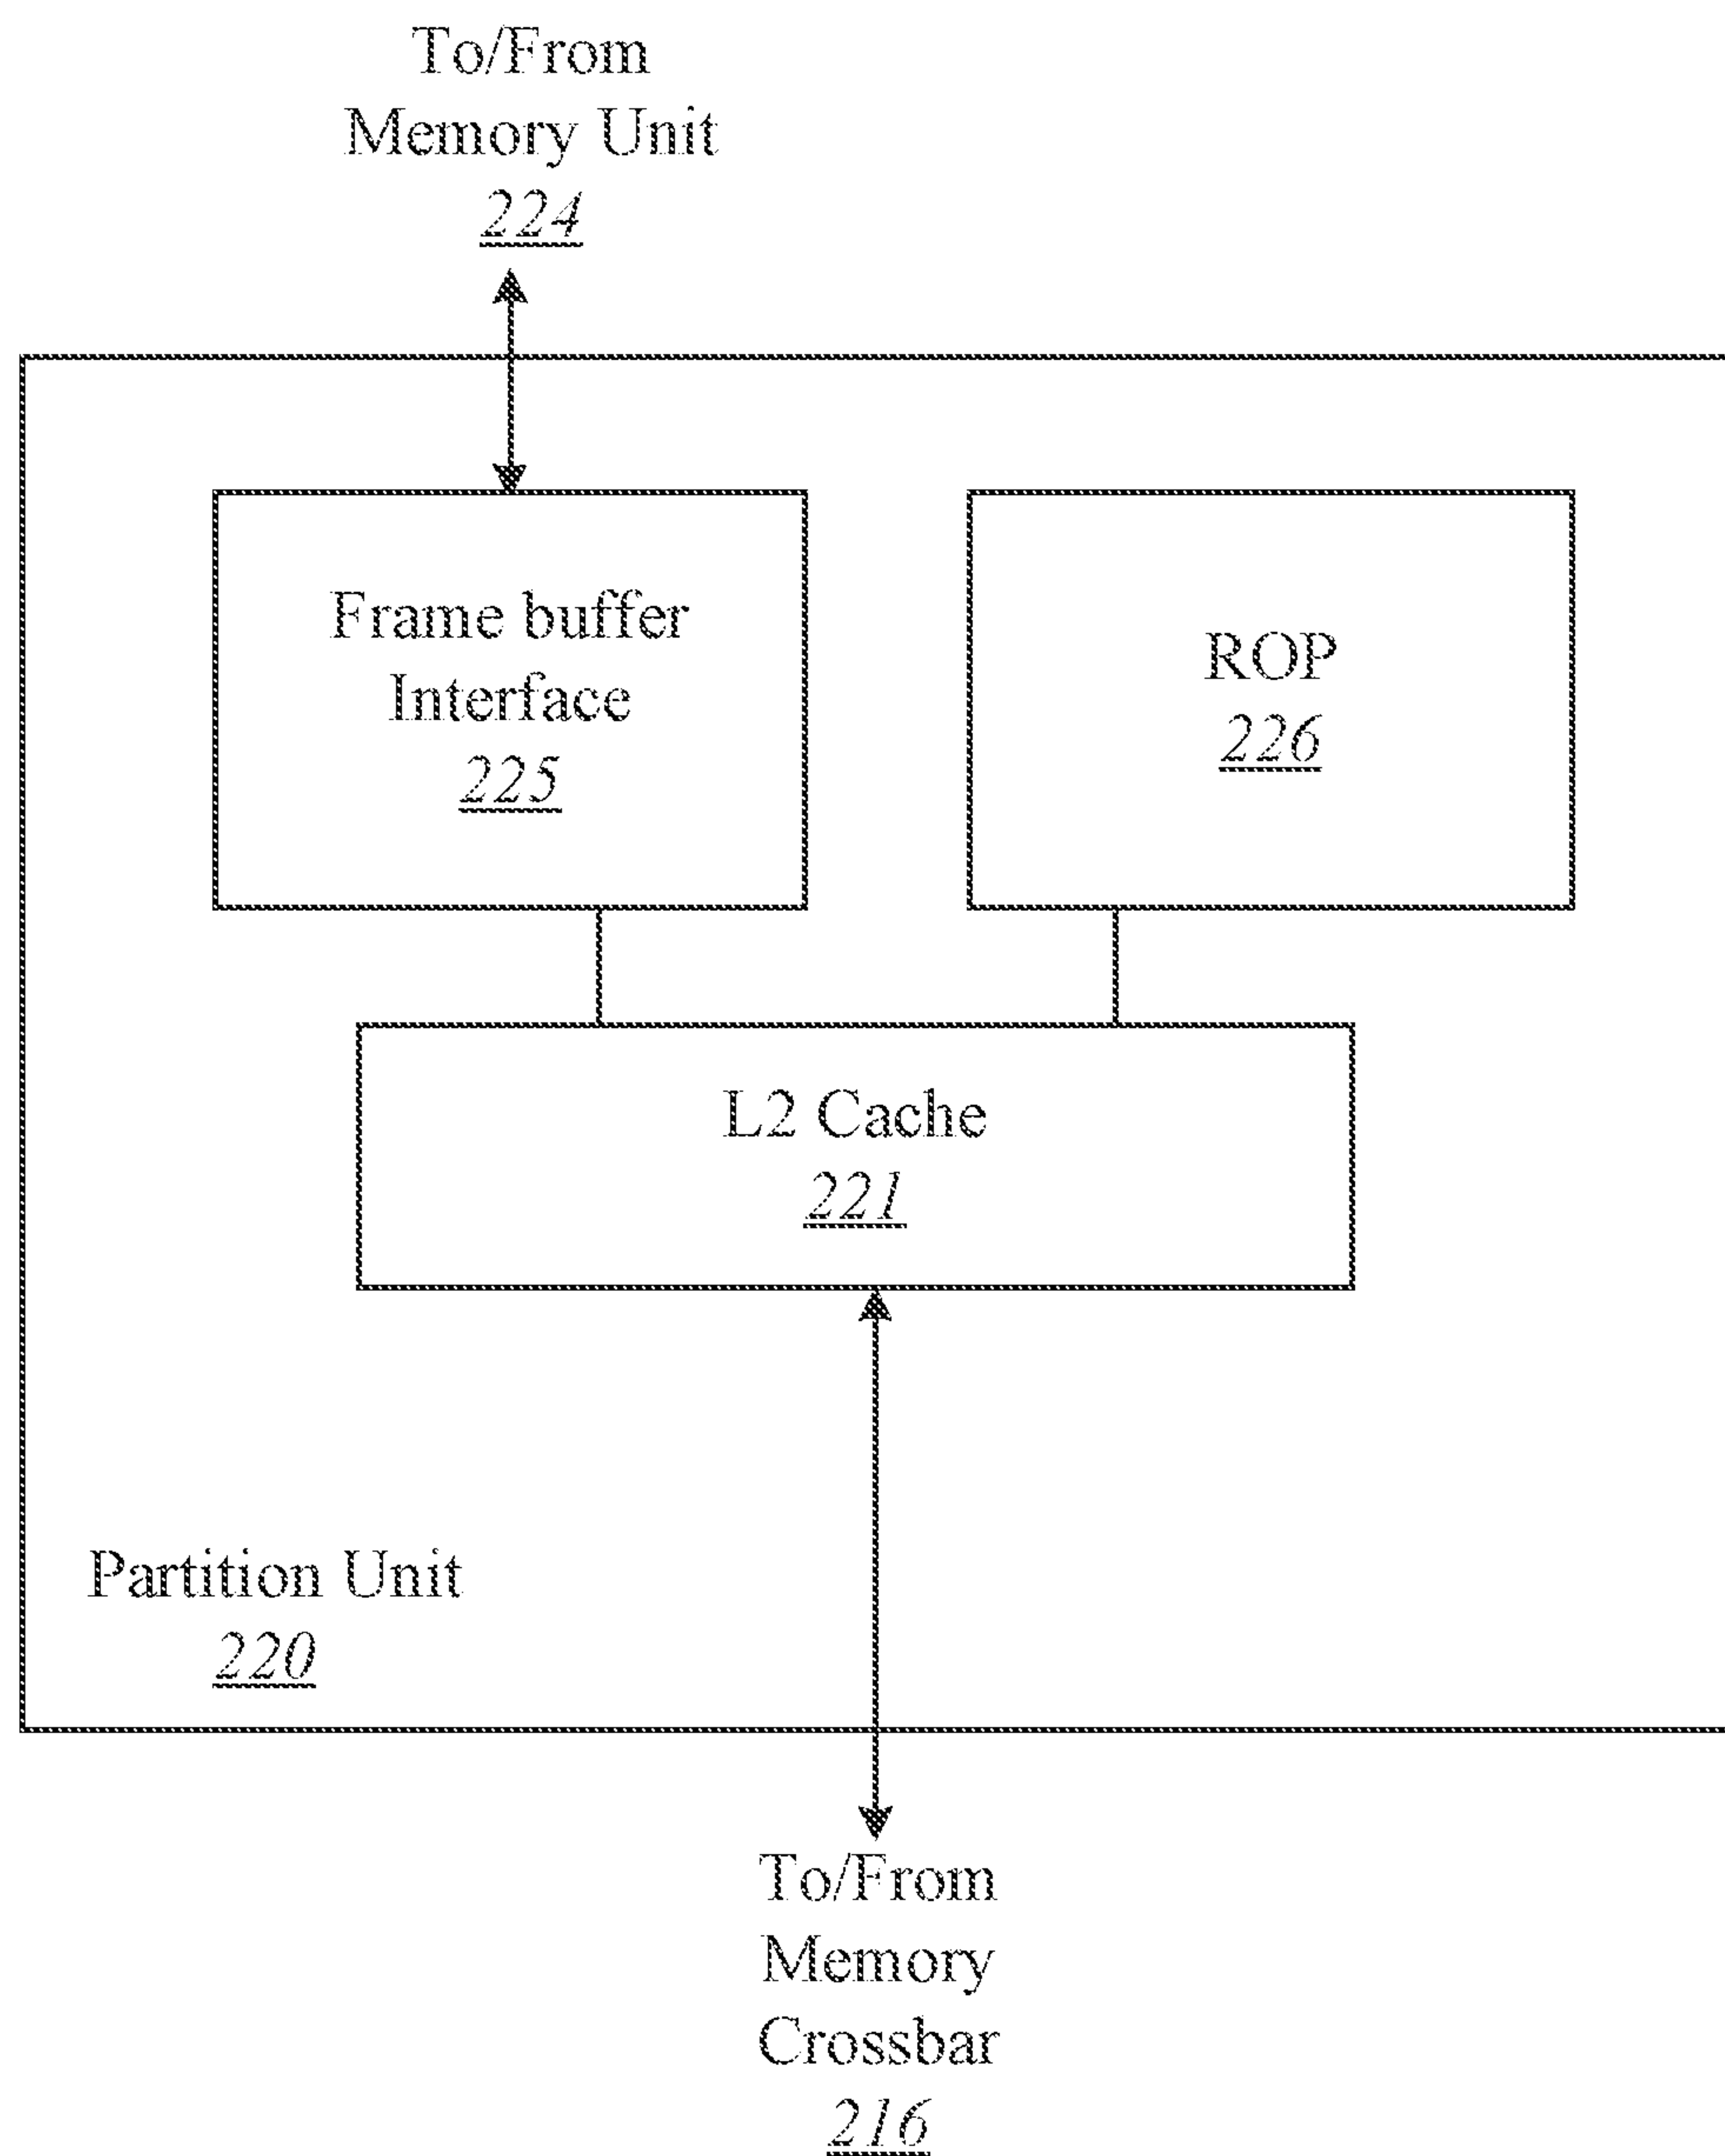 To/From
Memory Unit
224
Frame buffer
Interface
225
ROP
226
L2 Cache
221
Partition Unit
220
To/From
Memory
Crossbar
216